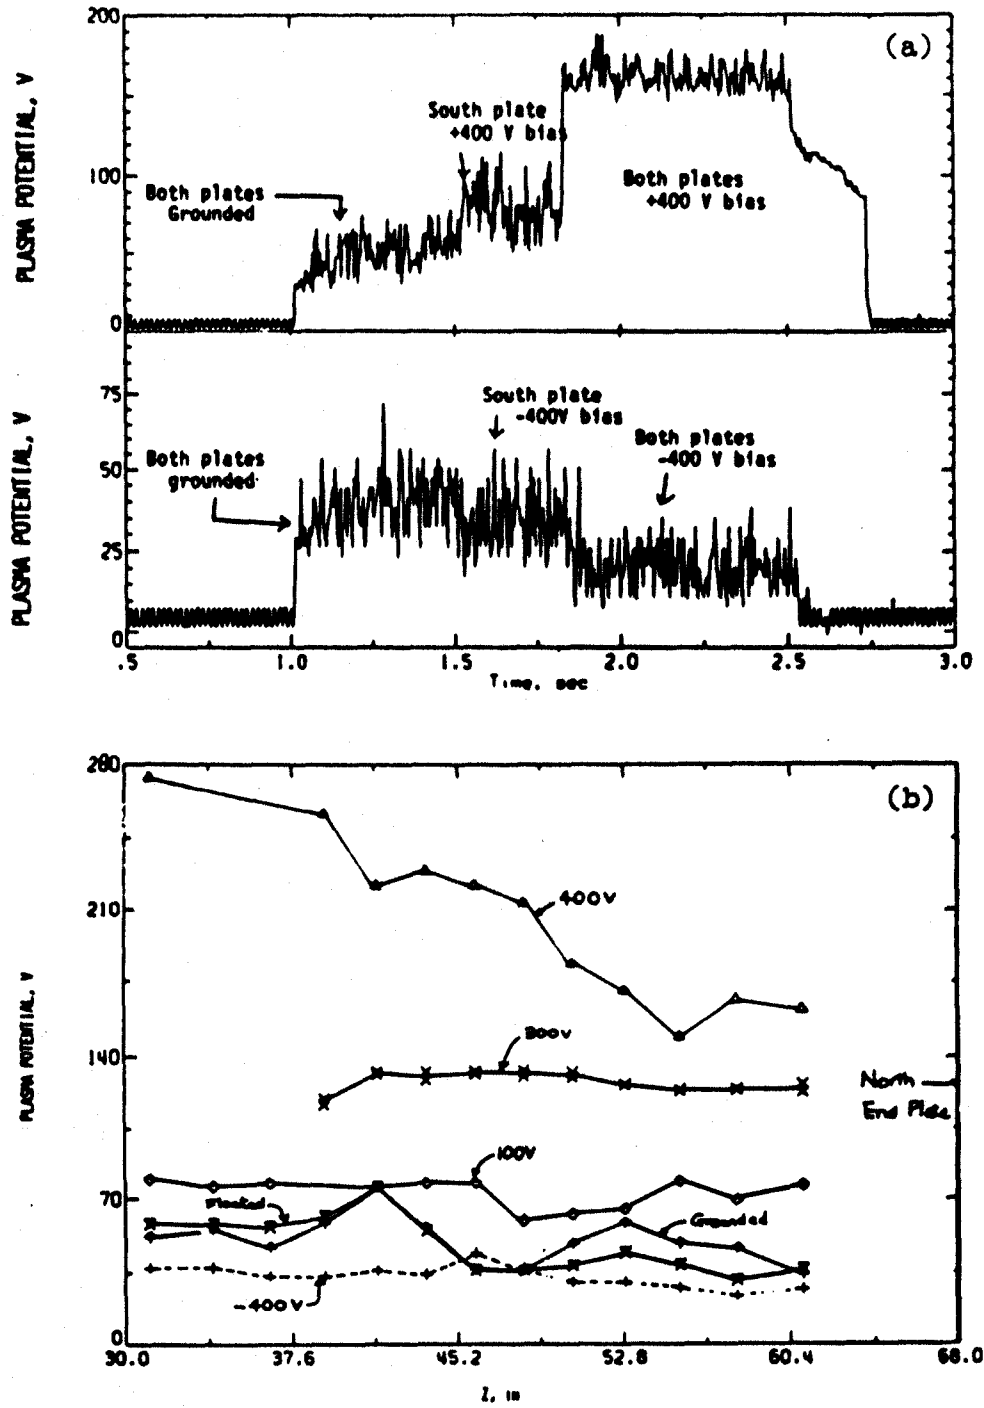 (a)
PLASMA POTENTIAL, V
200
100
0
Both plates
Grounded
South plate
+400 V bias
Both plates
+400 V bias
PLASMA POTENTIAL, V
75
50
25
0
Both plates
grounded
South plate
-400V bias
Both plates
-400 V bias
.5
1.0
1.5
2.0
2.5
3.0
Time, sec
(b)
PLASMA POTENTIAL, V
280
210
140
70
0
400V
100V
Floated
Grounded
-400V
North
End Plate
30.0
37.6
45.2
52.8
60.4
68.0
Z, in